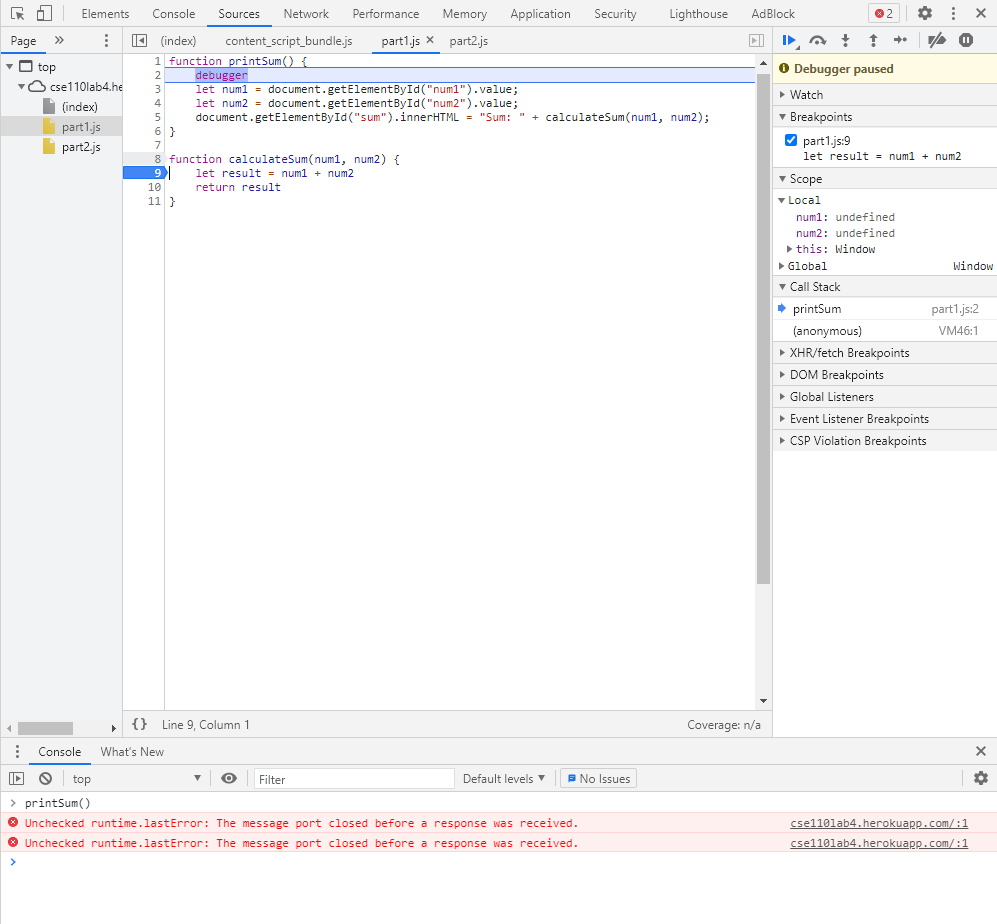 Elements Console Sources Network Performance Memory Application Security Lighthouse AdBlock 2
Page (index) content_script_bundle.js part1.js part2.js
top
cse110lab4.he
(index)
part1.js
part2.js
1 function printSum() {
2 debugger
3 let num1 = document.getElementById("num1").value;
4 let num2 = document.getElementById("num2").value;
5 document.getElementById("sum").innerHTML = "Sum: " + calculateSum(num1, num2);
6 }
7
8 function calculateSum(num1, num2) {
9 let result = num1 + num2
10 return result
11 }
{} Line 9, Column 1 Coverage: n/a
Debugger paused
Watch
Breakpoints
part1.js:9
let result = num1 + num2
Scope
Local
num1: undefined
num2: undefined
this: Window
Global Window
Call Stack
printSum part1.js:2
(anonymous) VM46:1
XHR/fetch Breakpoints
DOM Breakpoints
Global Listeners
Event Listener Breakpoints
CSP Violation Breakpoints
Console What's New
top Filter Default levels No Issues
> printSum()
Unchecked runtime.lastError: The message port closed before a response was received. cse110lab4.herokuapp.com/:1
Unchecked runtime.lastError: The message port closed before a response was received. cse110lab4.herokuapp.com/:1
>